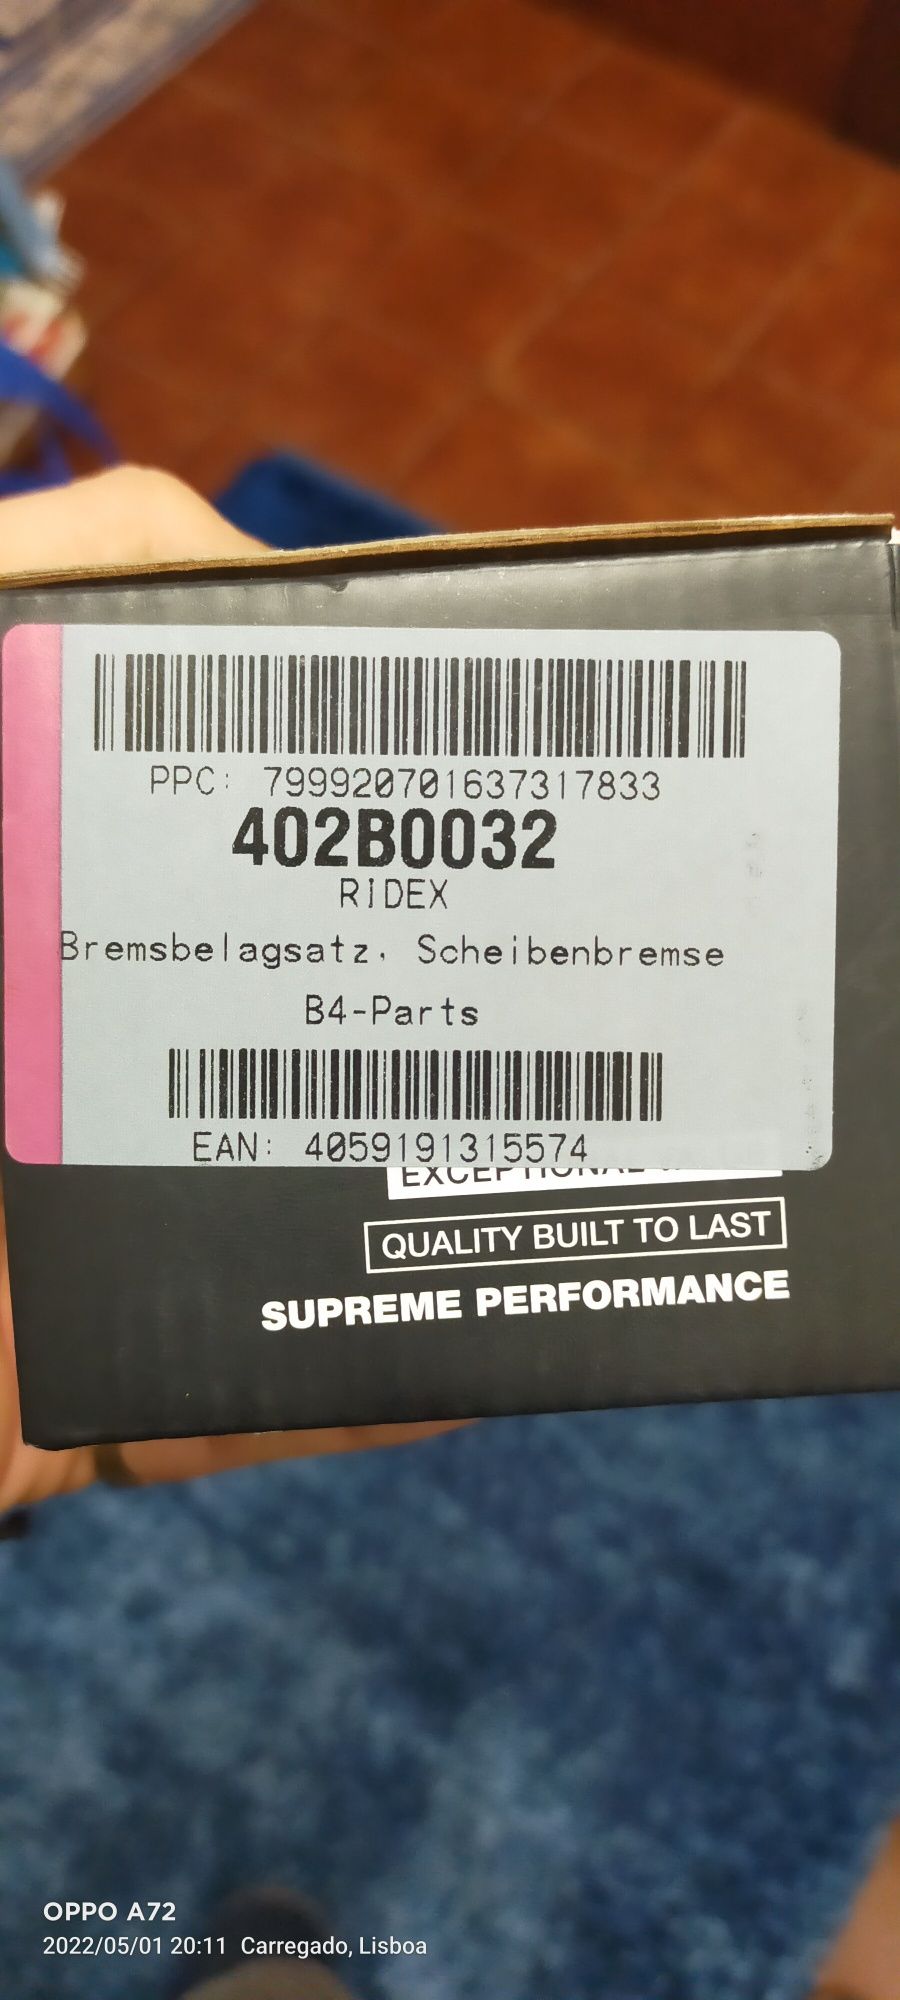 PPC: 799920701637317833
402B0032
RIDEX
Bremsbelagsatz, Scheibenbremse
B4-Parts
EAN: 4059191315574
EXCEPTIONAL
QUALITY BUILT TO LAST
SUPREME PERFORMANCE
OPPO A72
2022/05/01 20:11 Carregado, Lisboa